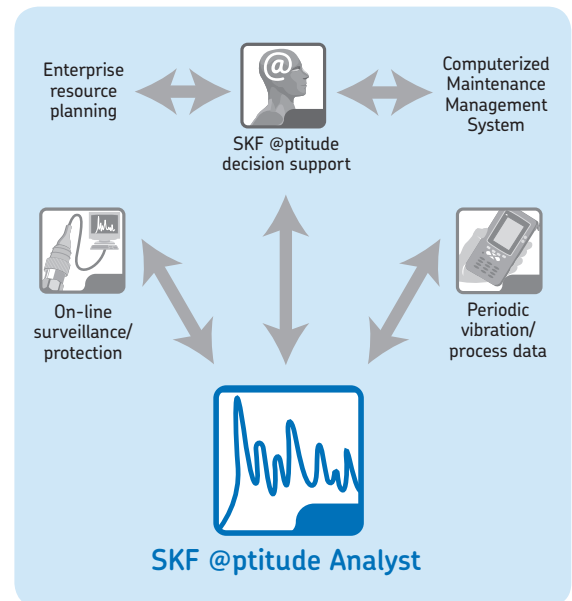 Enterprise
resource
planning
@
SKF @ptitude
decision support
Computerized
Maintenance
Management
System
On-line
surveillance/
protection
Periodic
vibration/
process data
SKF @ptitude Analyst